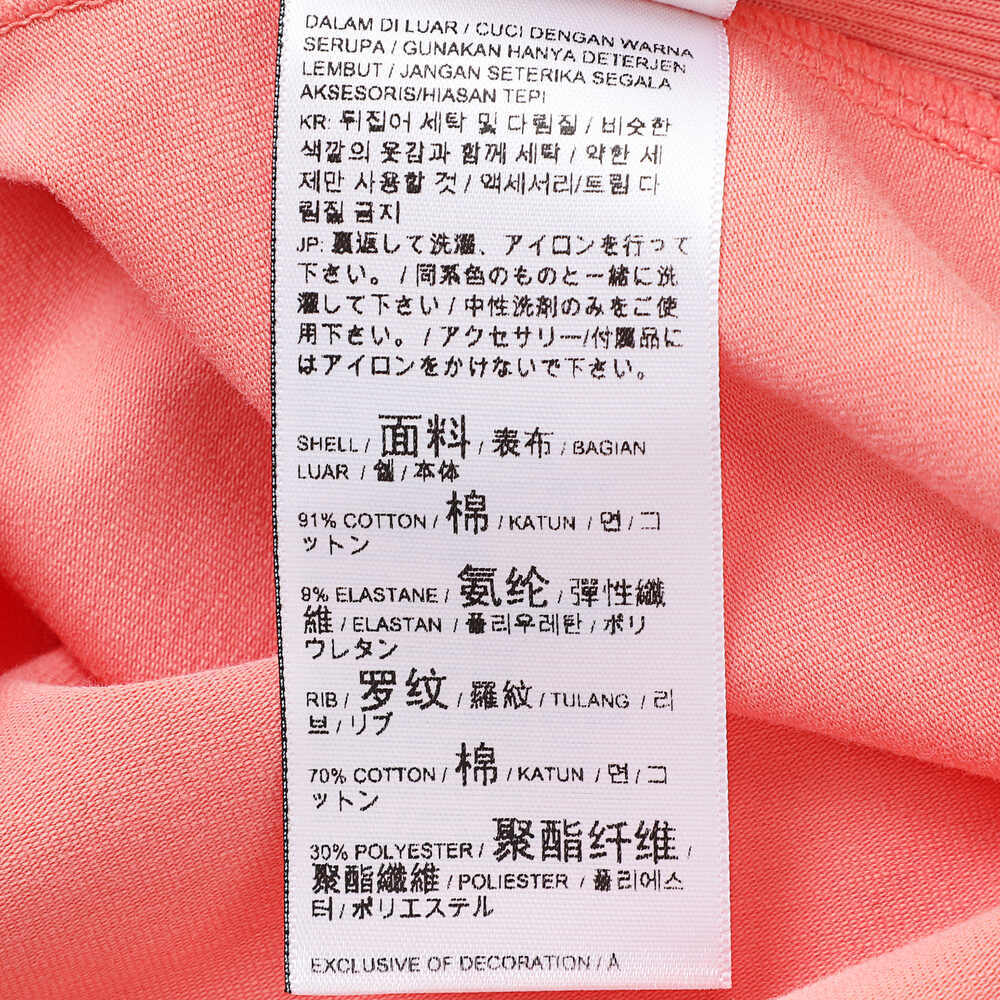 DALAM DI LUAR / CUCI DENGAN WARNA
SERUPA / GUNAKAN HANYA DETERJEN
LEMBUT / JANGAN SETERIKA SEGALA
AKSESORIS/HIASAN TEPI
KR: 뒤집어 세탁 및 다림질 / 비슷한
색깔의 옷감과 함께 세탁 / 약한 세
제만 사용할 것 / 액세서리/트림 다
림질 금지
JP: 裏返して洗濯、アイロンを行って
下さい。 / 同系色のものと一緒に洗
濯して下さい / 中性洗剤のみをご使
用下さい。 / アクセサリー/付属品に
はアイロンをかけないで下さい。
SHELL / 面料 / 表布 / BAGIAN
LUAR / 쉘 / 本体
91% COTTON / 棉 / KATUN / 면 / コ
ットン
9% ELASTANE / 氨纶 / 彈性纖
維 / ELASTAN / 폴리우레탄 / ポリ
ウレタン
RIB / 罗纹 / 羅紋 / TULANG / 리
브 / リブ
70% COTTON / 棉 / KATUN / 면 / コ
ットン
30% POLYESTER / 聚酯纤维 /
聚酯纖維 / POLIESTER / 폴리에스
터 / ポリエステル
EXCLUSIVE OF DECORATION / A